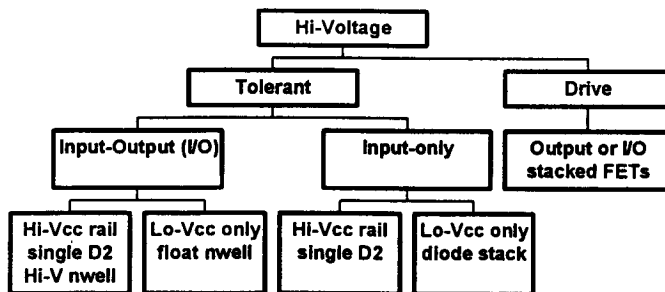 Hi-Voltage
Tolerant
Drive
Input-Output (I/O)
Input-only
Output or I/O
stacked FETs
Hi-Vcc rail
single D2
Hi-V nwell
Lo-Vcc only
float nwell
Hi-Vcc rail
single D2
Lo-Vcc only
diode stack